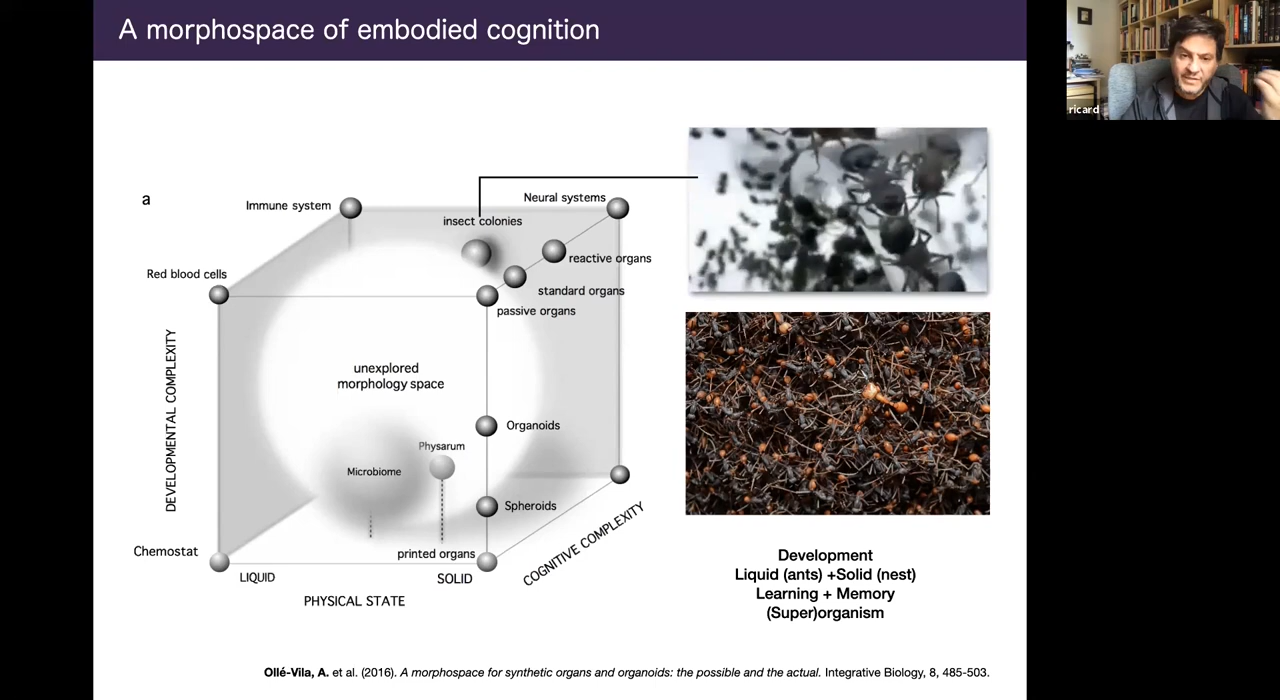 A morphospace of embodied cognition
ricard
a
Immune system
Neural systems
insect colonies
reactive organs
Red blood cells
standard organs
passive organs
DEVELOPMENTAL COMPLEXITY
unexplored
morphology space
Organoids
Physarum
Microbiome
Spheroids
COGNITIVE COMPLEXITY
Chemostat
printed organs
LIQUID
SOLID
PHYSICAL STATE
Development
Liquid (ants) +Solid (nest)
Learning + Memory
(Super)organism
Ollé-Vila, A. et al. (2016). A morphospace for synthetic organs and organoids: the possible and the actual. Integrative Biology, 8, 485-503.